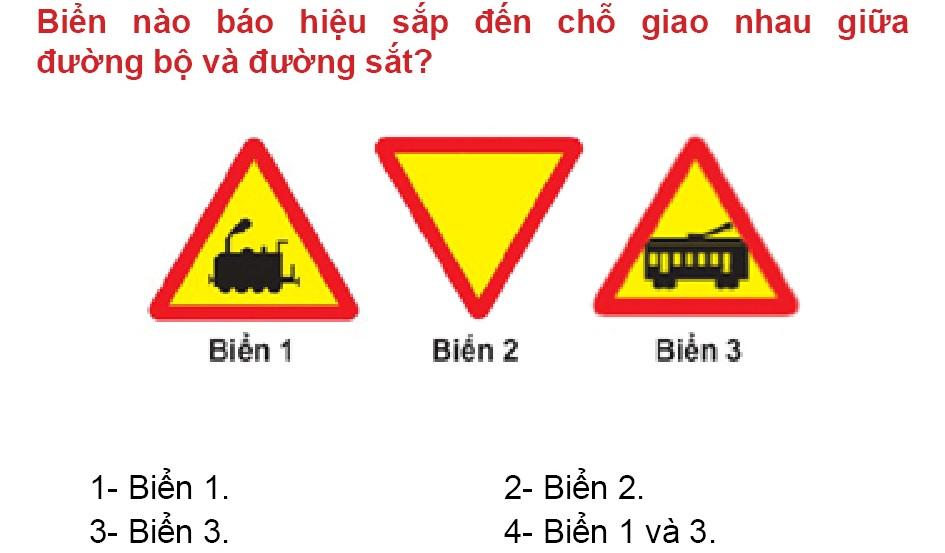 Biển nào báo hiệu sắp đến chỗ giao nhau giữa
đường bộ và đường sắt?
Biển 1
Biển 2
Biển 3
1- Biển 1.
2- Biển 2.
3- Biển 3.
4- Biển 1 và 3.